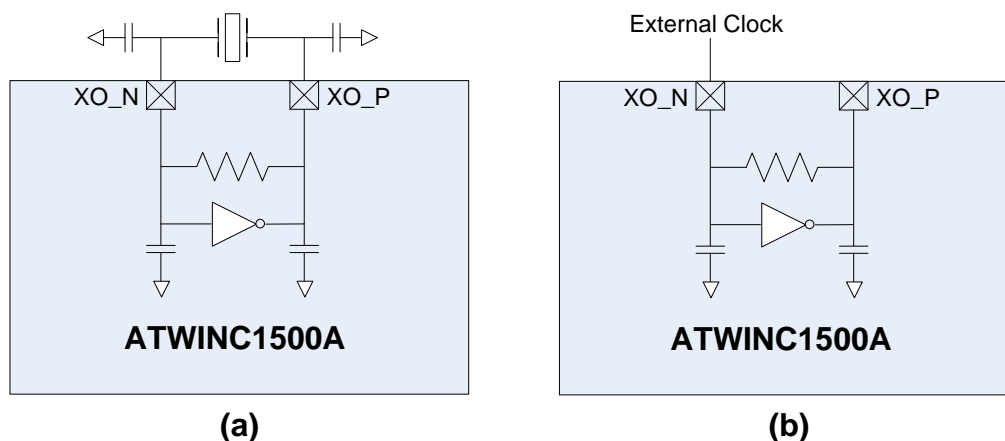 External Clock
XO_N
XO_P
XO_N
XO_P
ATWINC1500A
ATWINC1500A
(a)
(b)